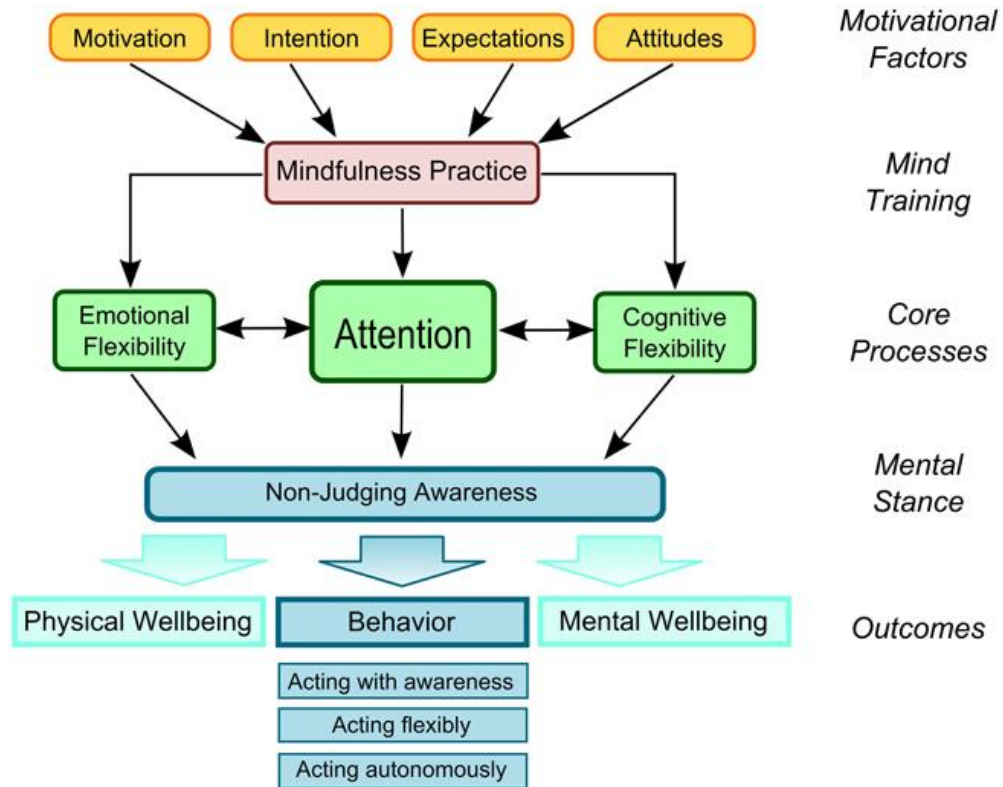 Motivation
Intention
Expectations
Attitudes
Motivational
Factors
Mindfulness Practice
Mind
Training
Emotional
Flexibility
Attention
Cognitive
Flexibility
Core
Processes
Non-Judging Awareness
Mental
Stance
Physical Wellbeing
Behavior
Mental Wellbeing
Outcomes
Acting with awareness
Acting flexibly
Acting autonomously